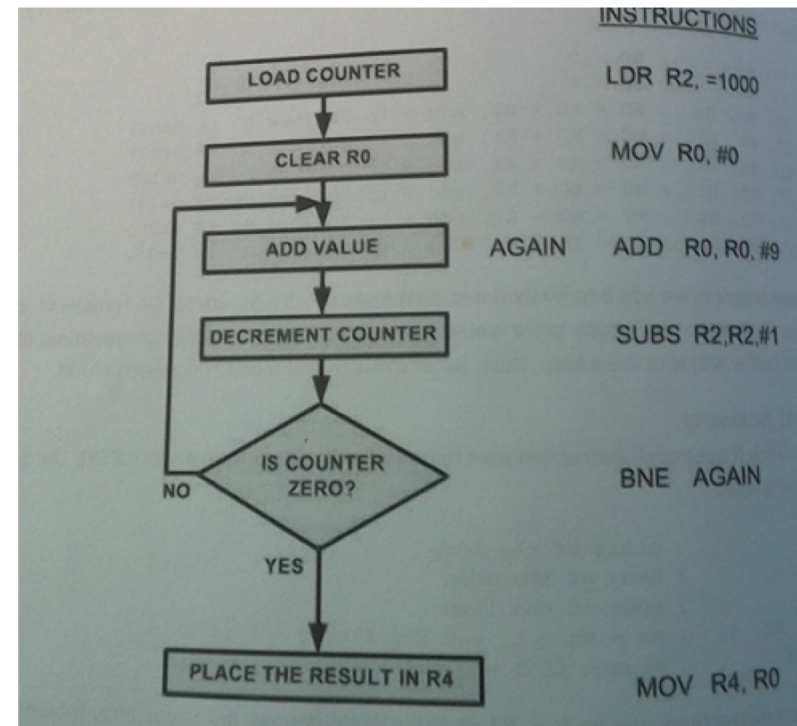 INSTRUCTIONS
LOAD COUNTER
LDR R2, =1000
CLEAR R0
MOV R0, #0
ADD VALUE
AGAIN ADD R0, R0, #9
DECREMENT COUNTER
SUBS R2,R2,#1
IS COUNTER
ZERO?
NO
BNE AGAIN
YES
PLACE THE RESULT IN R4
MOV R4, R0